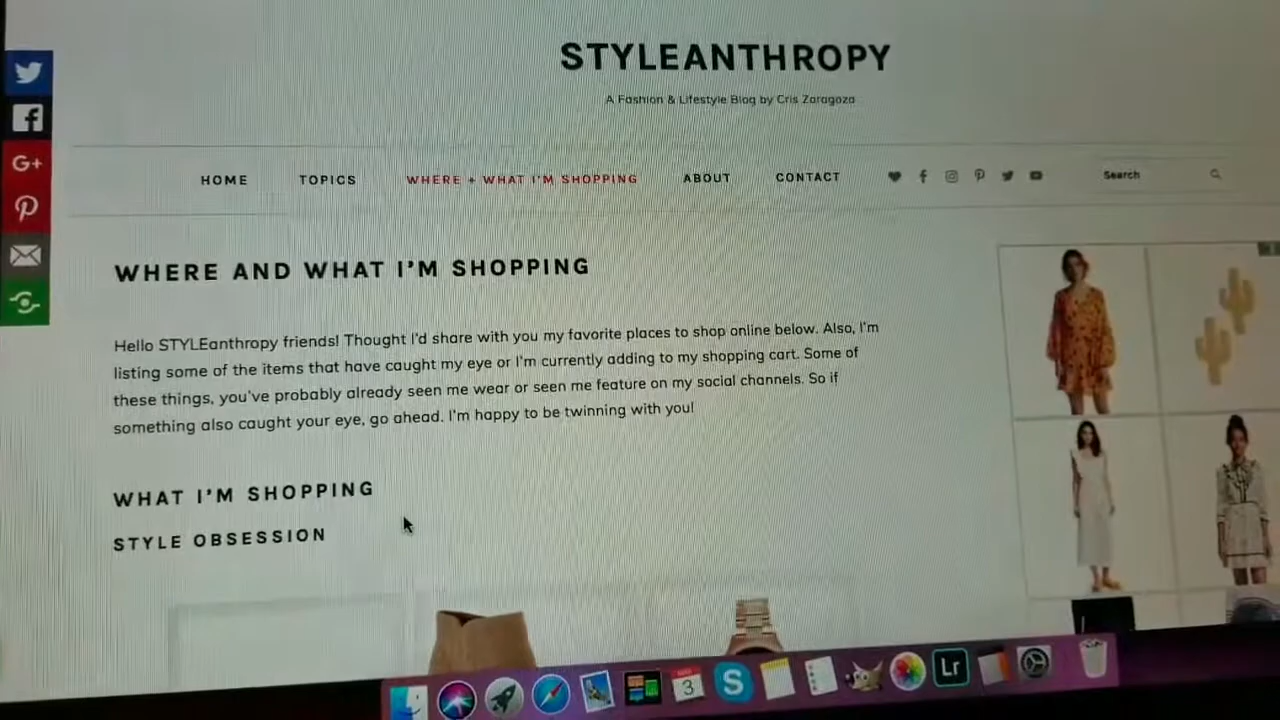 STYLEANTHROPY
A Fashion & Lifestyle Blog by Cris Zaragoza
HOME TOPICS WHERE + WHAT I'M SHOPPING ABOUT CONTACT Search
G+
WHERE AND WHAT I'M SHOPPING
Hello STYLEanthropy friends! Thought I'd share with you my favorite places to shop online below. Also, I'm
listing some of the items that have caught my eye or I'm currently adding to my shopping cart. Some of
these things, you've probably already seen me wear or seen me feature on my social channels. So if
something also caught your eye, go ahead. I'm happy to be twinning with you!
WHAT I'M SHOPPING
STYLE OBSESSION
3
S
Lr